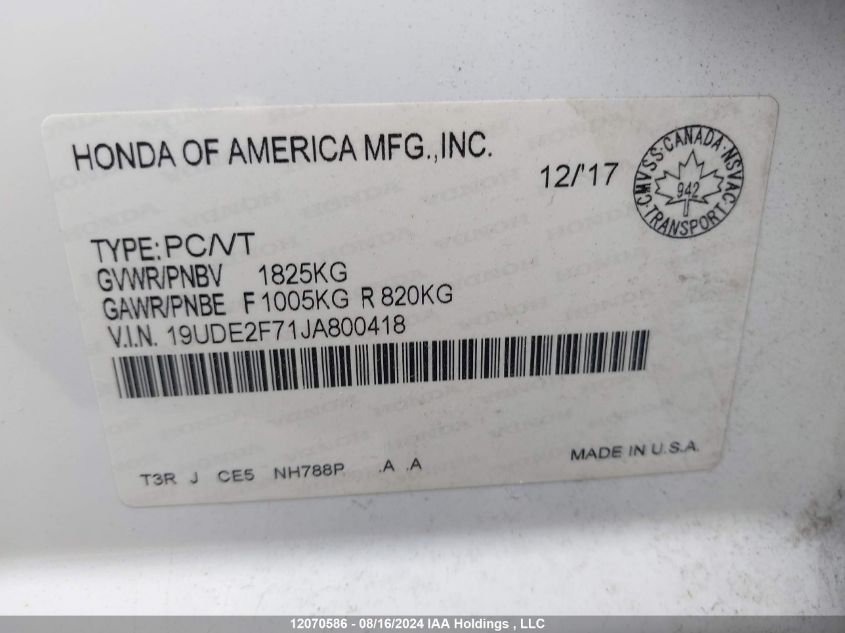 HONDA OF AMERICA MFG.,INC.
12/'17
CMVSS·CANADA·NSVAC·TRANSPORT·
942
TYPE: PC/VT
GVWR/PNBV 1825KG
GAWR/PNBE F 1005KG R 820KG
V.I.N. 19UDE2F71JA800418
T3R J CE5 NH788P .A .A
MADE IN U.S.A.
12070586 - 08/16/2024 IAA Holdings , LLC